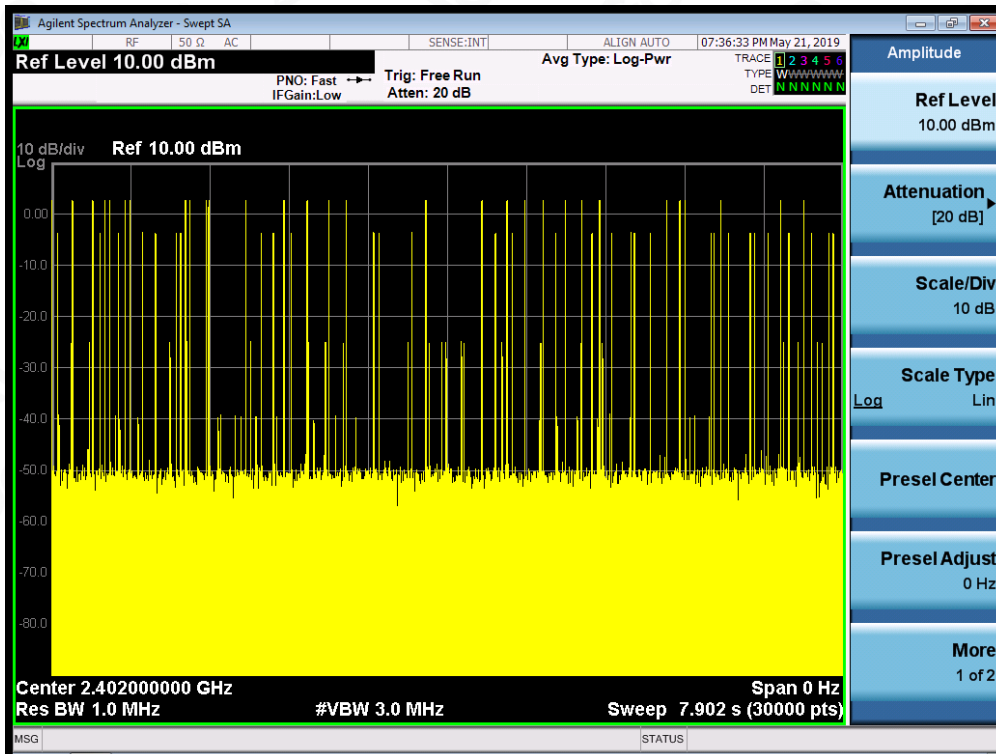 Agilent Spectrum Analyzer - Swept SA
LXI RF 50 Ω AC SENSE:INT ALIGN AUTO 07:36:33 PM May 21, 2019
Ref Level 10.00 dBm
PNO: Fast
IFGain:Low
Trig: Free Run
Atten: 20 dB
Avg Type: Log-Pwr
TRACE 1 2 3 4 5 6
TYPE W W W W W W
DET N N N N N N
10 dB/div Ref 10.00 dBm
Log
0.00
-10.0
-20.0
-30.0
-40.0
-50.0
-60.0
-70.0
-80.0
Center 2.402000000 GHz Span 0 Hz
Res BW 1.0 MHz #VBW 3.0 MHz Sweep 7.902 s (30000 pts)
MSG STATUS
Amplitude
Ref Level
10.00 dBm
Attenuation
[20 dB]
Scale/Div
10 dB
Scale Type
Log Lin
Presel Center
Presel Adjust
0 Hz
More
1 of 2